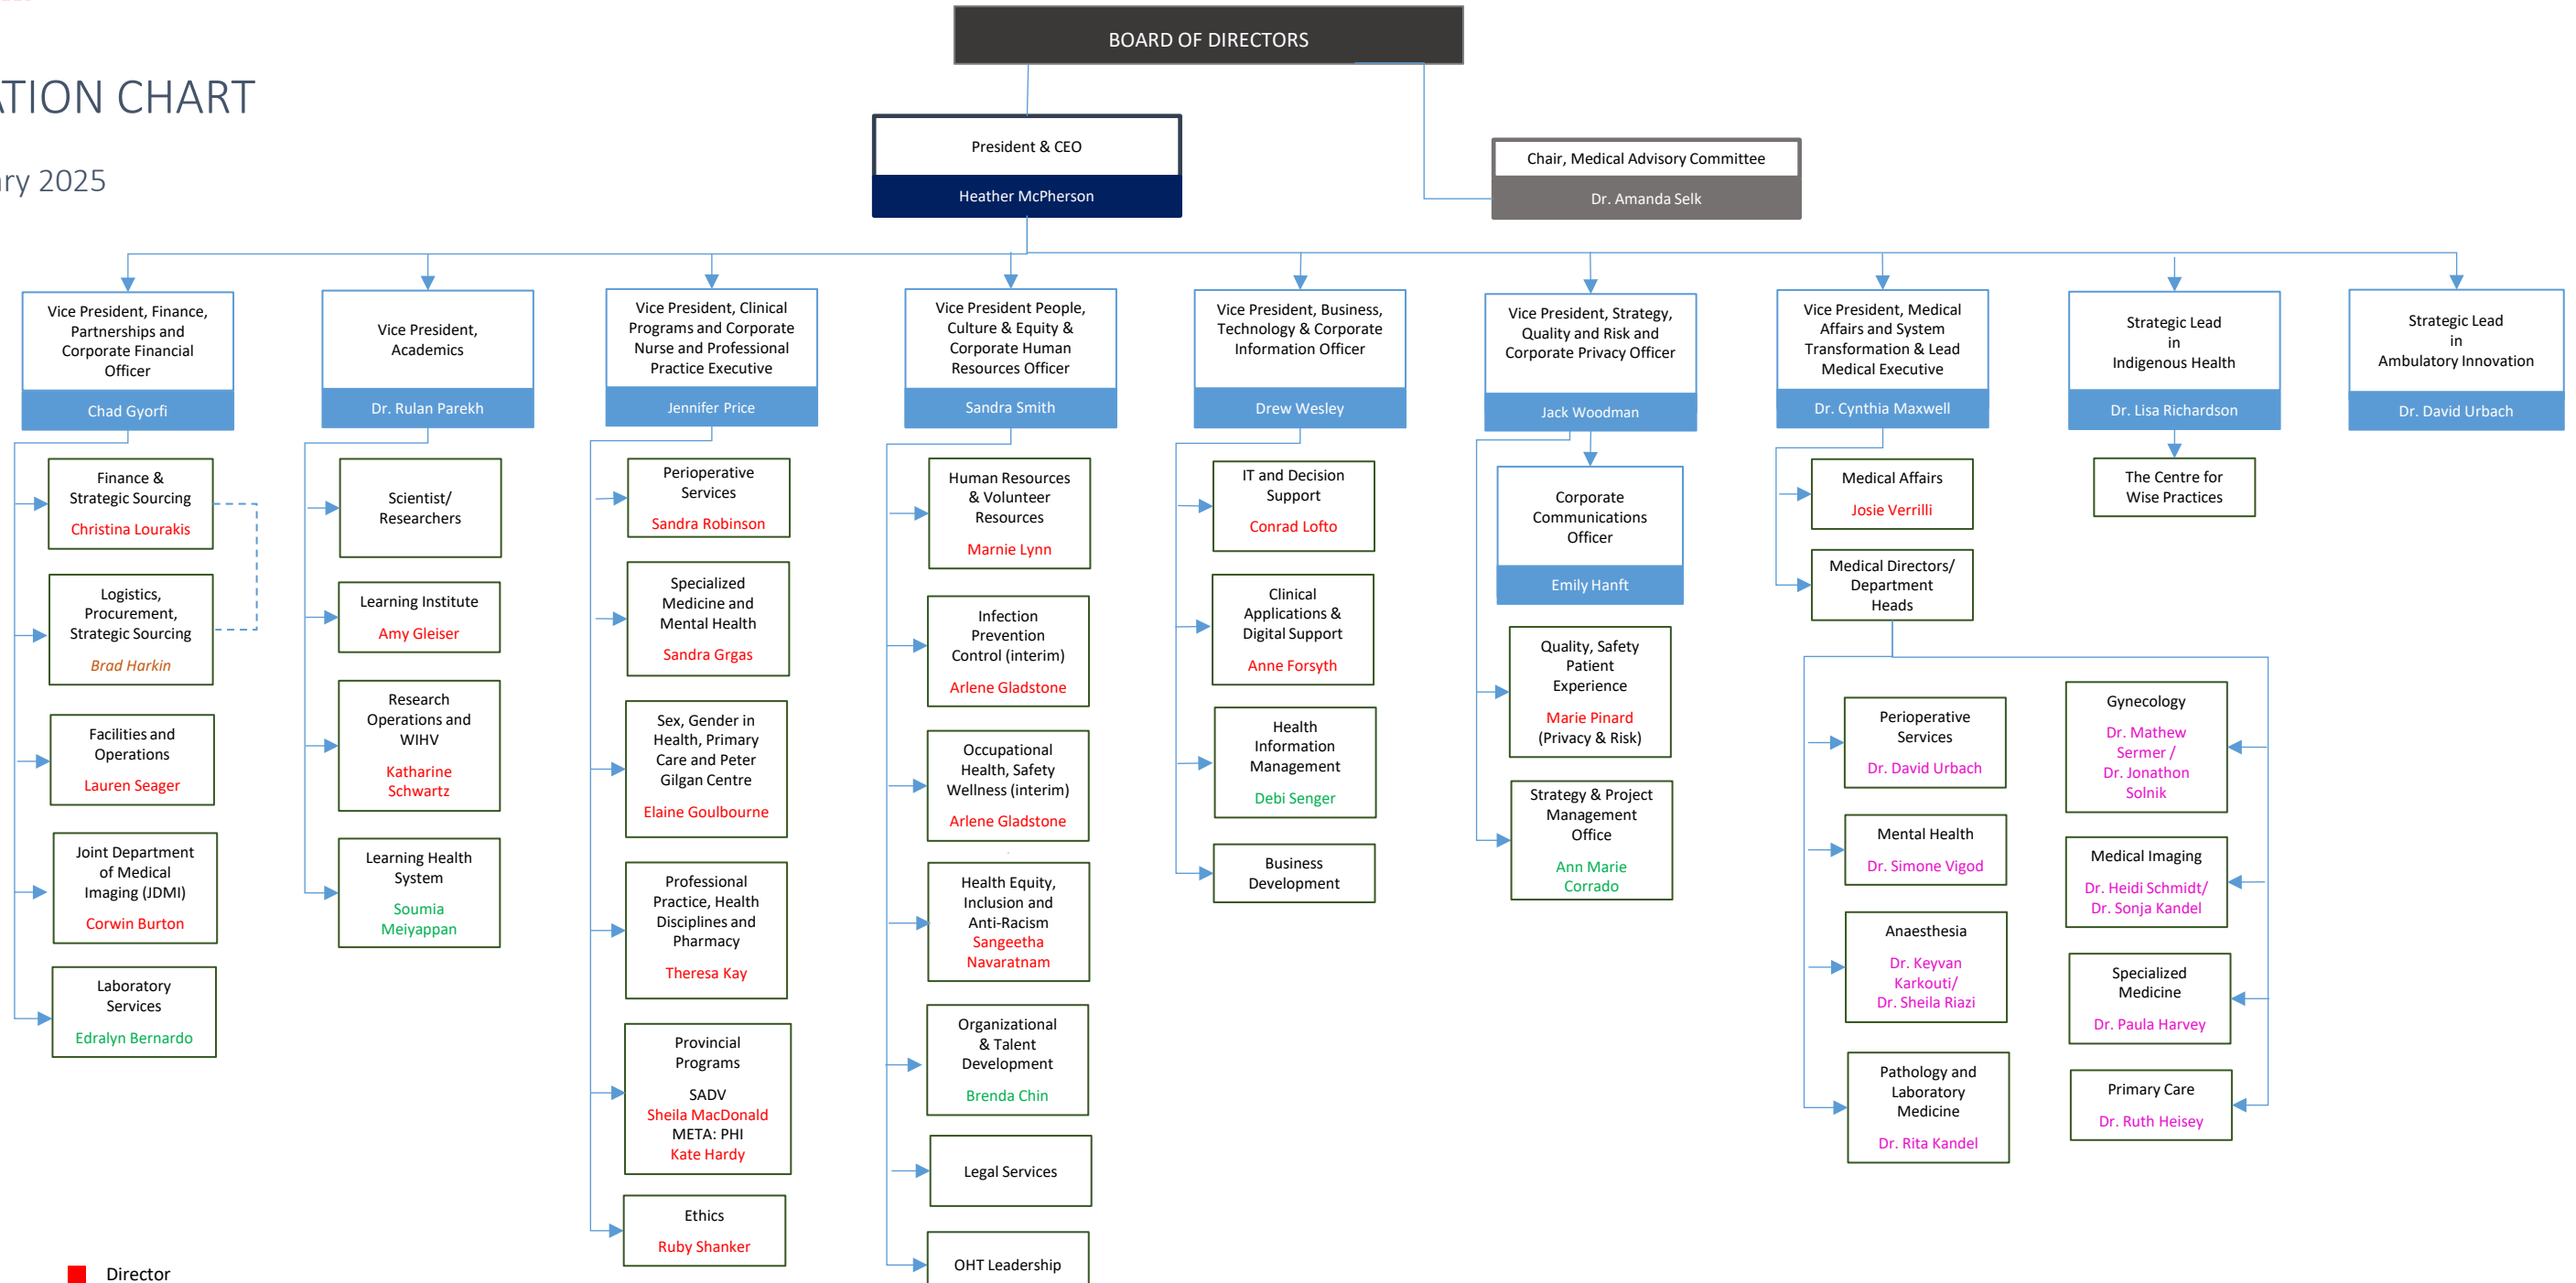 BOARD OF DIRECTORS
ATION CHART
ary 2025
President & CEO
Heather McPherson
Chair, Medical Advisory Committee
Dr. Amanda Selk
Vice President, Finance,
Partnerships and
Corporate Financial
Officer
Chad Gyorfi
Finance &
Strategic Sourcing
Christina Lourakis
Logistics,
Procurement,
Strategic Sourcing
Brad Harkin
Facilities and
Operations
Lauren Seager
Joint Department
of Medical
Imaging (JDMI)
Corwin Burton
Laboratory
Services
Edralyn Bernardo
Vice President,
Academics
Dr. Rulan Parekh
Scientist/
Researchers
Learning Institute
Amy Gleiser
Research
Operations and
WIHV
Katharine
Schwartz
Learning Health
System
Soumia
Meiyappan
Vice President, Clinical
Programs and Corporate
Nurse and Professional
Practice Executive
Jennifer Price
Perioperative
Services
Sandra Robinson
Specialized
Medicine and
Mental Health
Sandra Grgas
Sex, Gender in
Health, Primary
Care and Peter
Gilgan Centre
Elaine Goulbourne
Professional
Practice, Health
Disciplines and
Pharmacy
Theresa Kay
Provincial
Programs
SADV
Sheila MacDonald
META: PHI
Kate Hardy
Ethics
Ruby Shanker
Vice President People,
Culture & Equity &
Corporate Human
Resources Officer
Sandra Smith
Human Resources
& Volunteer
Resources
Marnie Lynn
Infection
Prevention
Control (interim)
Arlene Gladstone
Occupational
Health, Safety
Wellness (interim)
Arlene Gladstone
Health Equity,
Inclusion and
Anti-Racism
Sangeetha
Navaratnam
Organizational
& Talent
Development
Brenda Chin
Legal Services
OHT Leadership
Vice President, Business,
Technology & Corporate
Information Officer
Drew Wesley
IT and Decision
Support
Conrad Lofto
Clinical
Applications &
Digital Support
Anne Forsyth
Health
Information
Management
Debi Senger
Business
Development
Vice President, Strategy,
Quality and Risk and
Corporate Privacy Officer
Jack Woodman
Corporate
Communications
Officer
Emily Hanft
Quality, Safety
Patient
Experience
Marie Pinard
(Privacy & Risk)
Strategy & Project
Management
Office
Ann Marie
Corrado
Vice President, Medical
Affairs and System
Transformation & Lead
Medical Executive
Dr. Cynthia Maxwell
Medical Affairs
Josie Verrilli
Medical Directors/
Department
Heads
Perioperative
Services
Dr. David Urbach
Mental Health
Dr. Simone Vigod
Anaesthesia
Dr. Keyvan
Karkouti/
Dr. Sheila Riazi
Pathology and
Laboratory
Medicine
Dr. Rita Kandel
Gynecology
Dr. Mathew
Sermer /
Dr. Jonathon
Solnik
Medical Imaging
Dr. Heidi Schmidt/
Dr. Sonja Kandel
Specialized
Medicine
Dr. Paula Harvey
Primary Care
Dr. Ruth Heisey
Strategic Lead
in
Indigenous Health
Dr. Lisa Richardson
The Centre for
Wise Practices
Strategic Lead
in
Ambulatory Innovation
Dr. David Urbach
Director